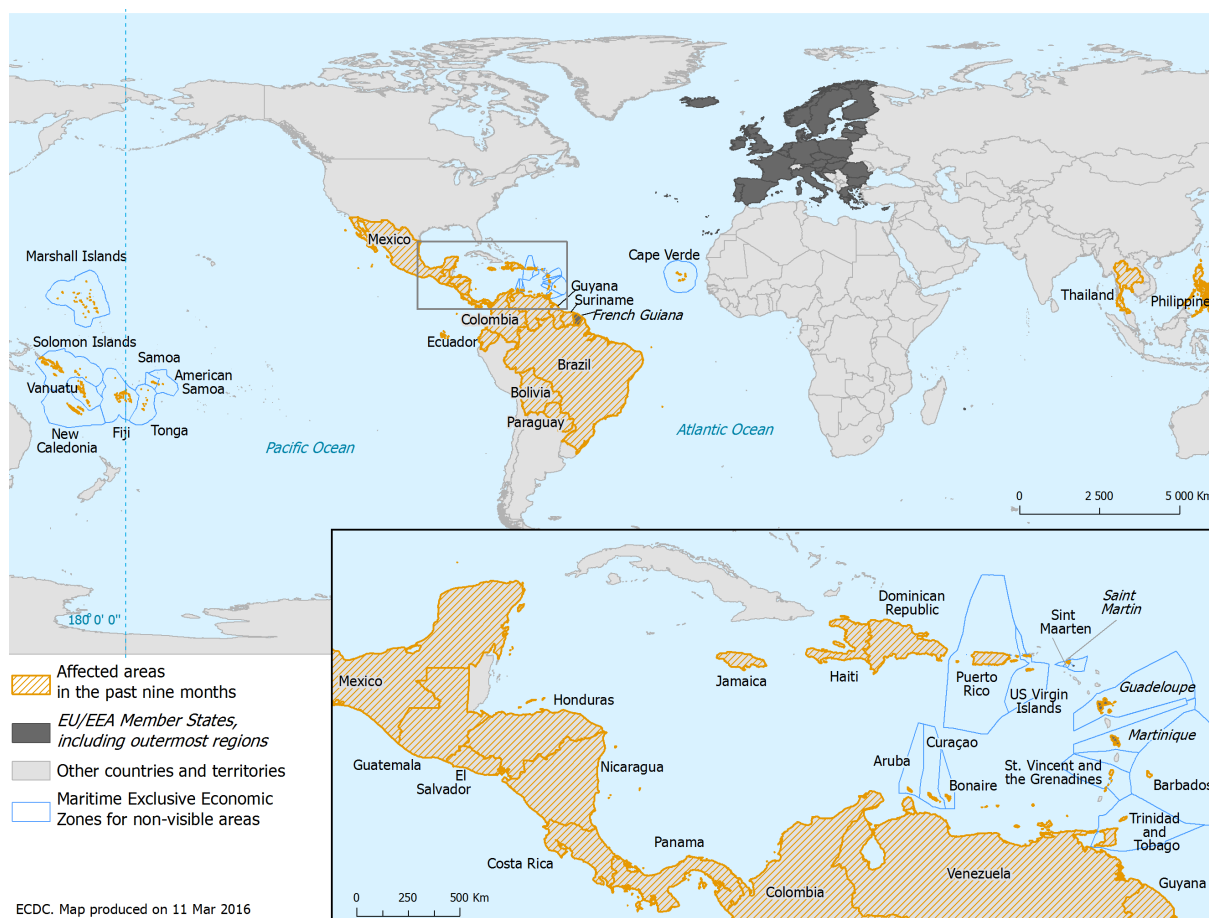 Marshall Islands
Solomon Islands
Samoa
American
Samoa
Vanuatu
New
Caledonia
Fiji
Tonga
Pacific Ocean
180° 0' 0"
Mexico
Guyana
Suriname
French Guiana
Colombia
Ecuador
Brazil
Bolivia
Paraguay
Cape Verde
Atlantic Ocean
Thailand
Philippine
0 2 500 5 000 Km
Affected areas
in the past nine months
EU/EEA Member States,
including outermost regions
Other countries and territories
Maritime Exclusive Economic
Zones for non-visible areas
ECDC. Map produced on 11 Mar 2016
Mexico
Guatemala
El
Salvador
Honduras
Nicaragua
Costa Rica
Panama
Jamaica
Haiti
Dominican
Republic
Puerto
Rico
US Virgin
Islands
Sint
Maarten
Saint
Martin
Guadeloupe
Martinique
St. Vincent and
the Grenadines
Barbados
Trinidad
and
Tobago
Aruba
Curaçao
Bonaire
Colombia
Venezuela
Guyana
0 250 500 Km